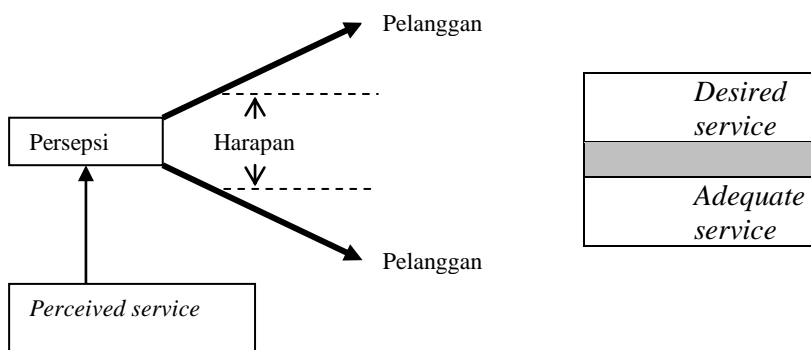 Pelanggan
Desired
service
Persepsi
Harapan
Adequate
service
Pelanggan
Perceived service